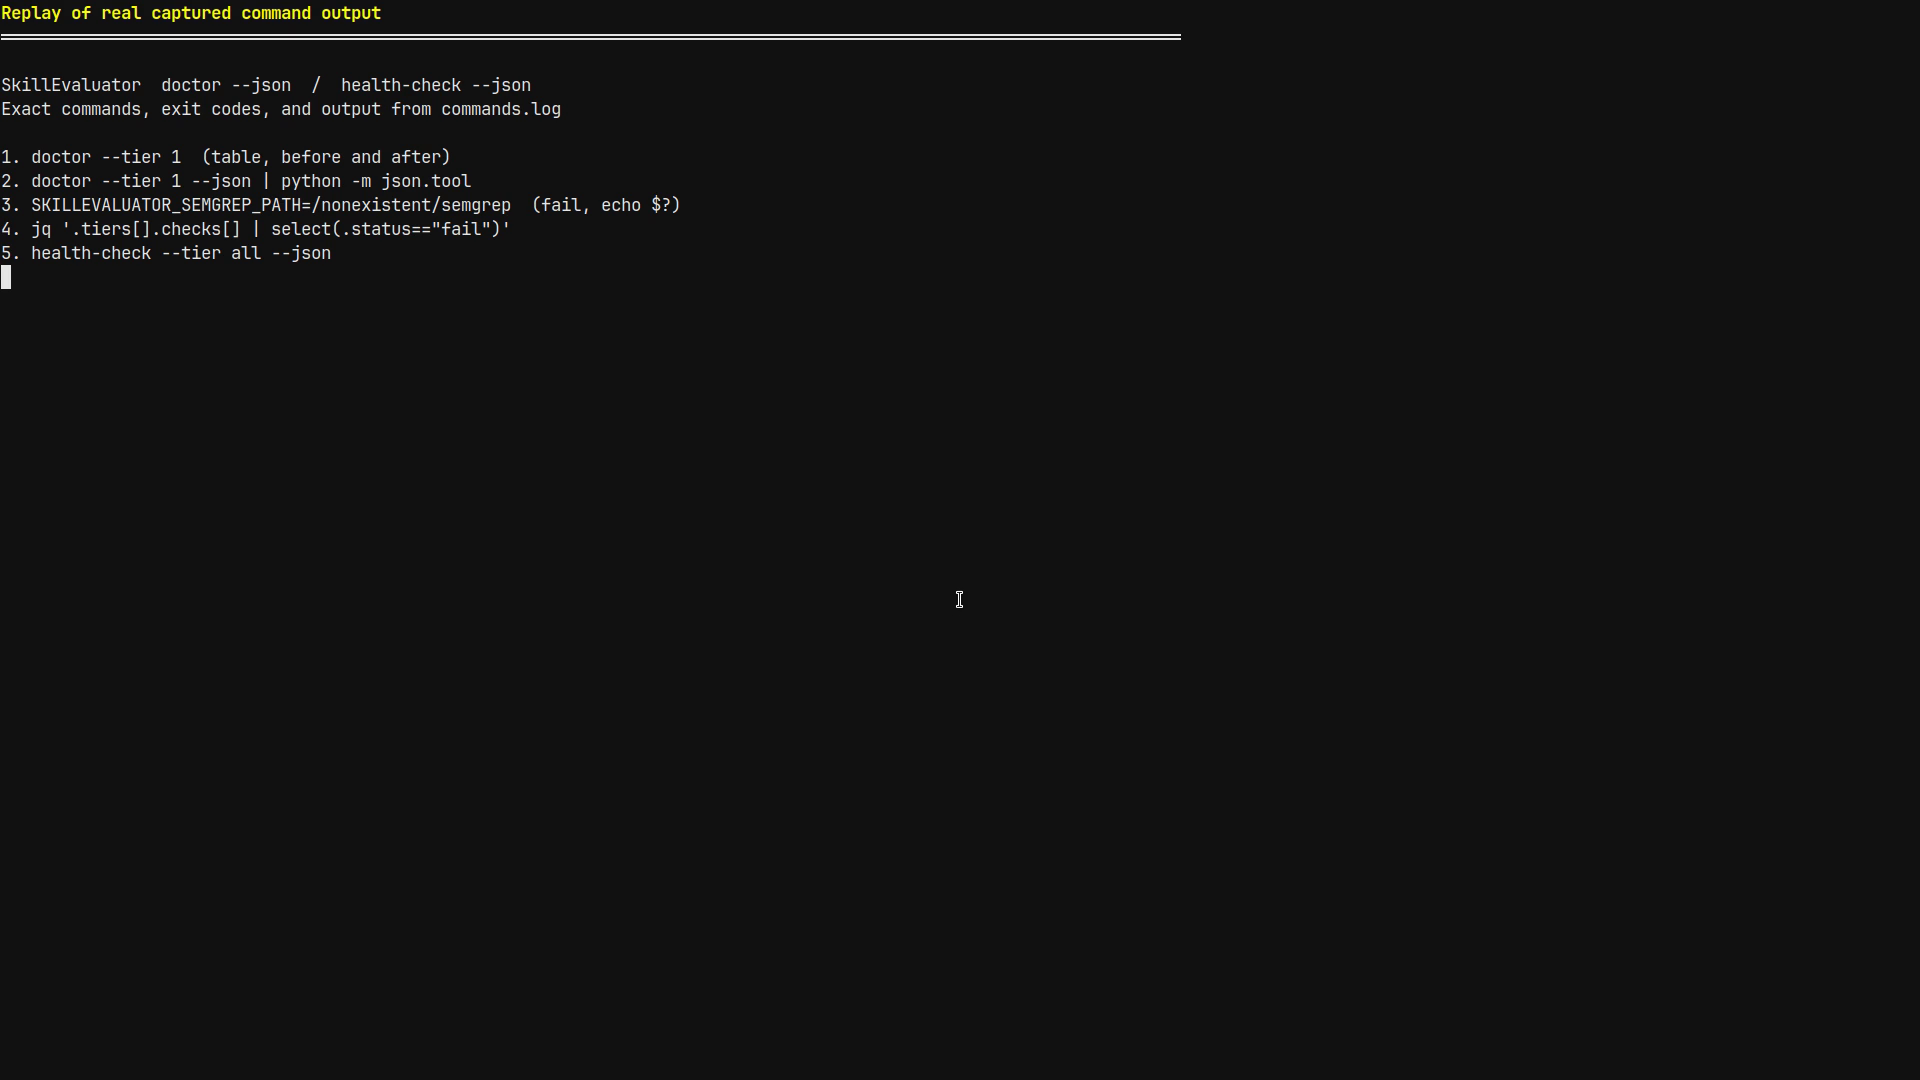 Replay of real captured command output
SkillEvaluator  doctor --json  /  health-check --json
Exact commands, exit codes, and output from commands.log
1. doctor --tier 1  (table, before and after)
2. doctor --tier 1 --json | python -m json.tool
3. SKILLEVALUATOR_SEMGREP_PATH=/nonexistent/semgrep  (fail, echo $?)
4. jq '.tiers[].checks[] | select(.status=="fail")'
5. health-check --tier all --json